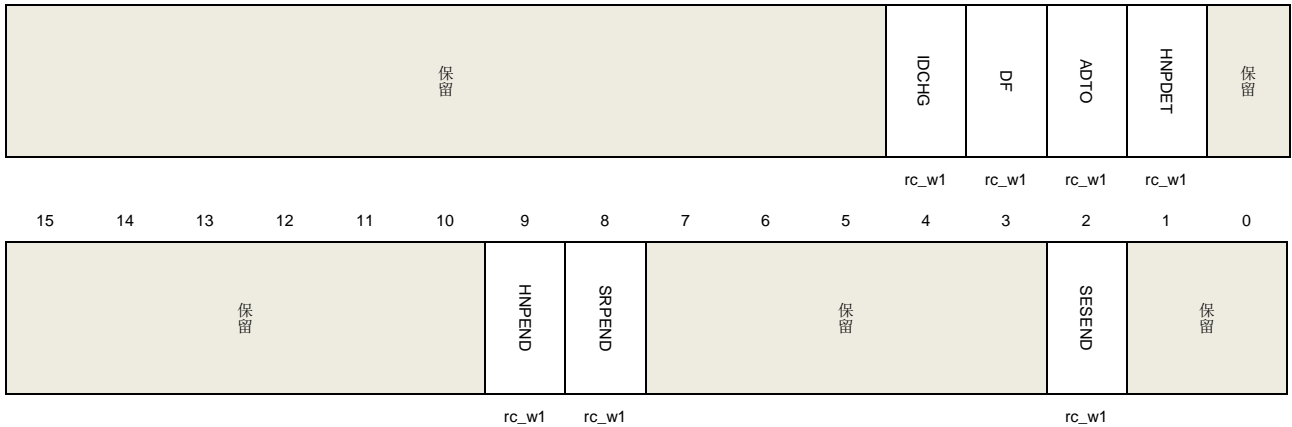 保留 IDCHG DF ADTO HNPDET 保留
rc_w1 rc_w1 rc_w1 rc_w1
15 14 13 12 11 10 9 8 7 6 5 4 3 2 1 0
保留 HNPEND SRPEND 保留 SESEND 保留
rc_w1 rc_w1 rc_w1